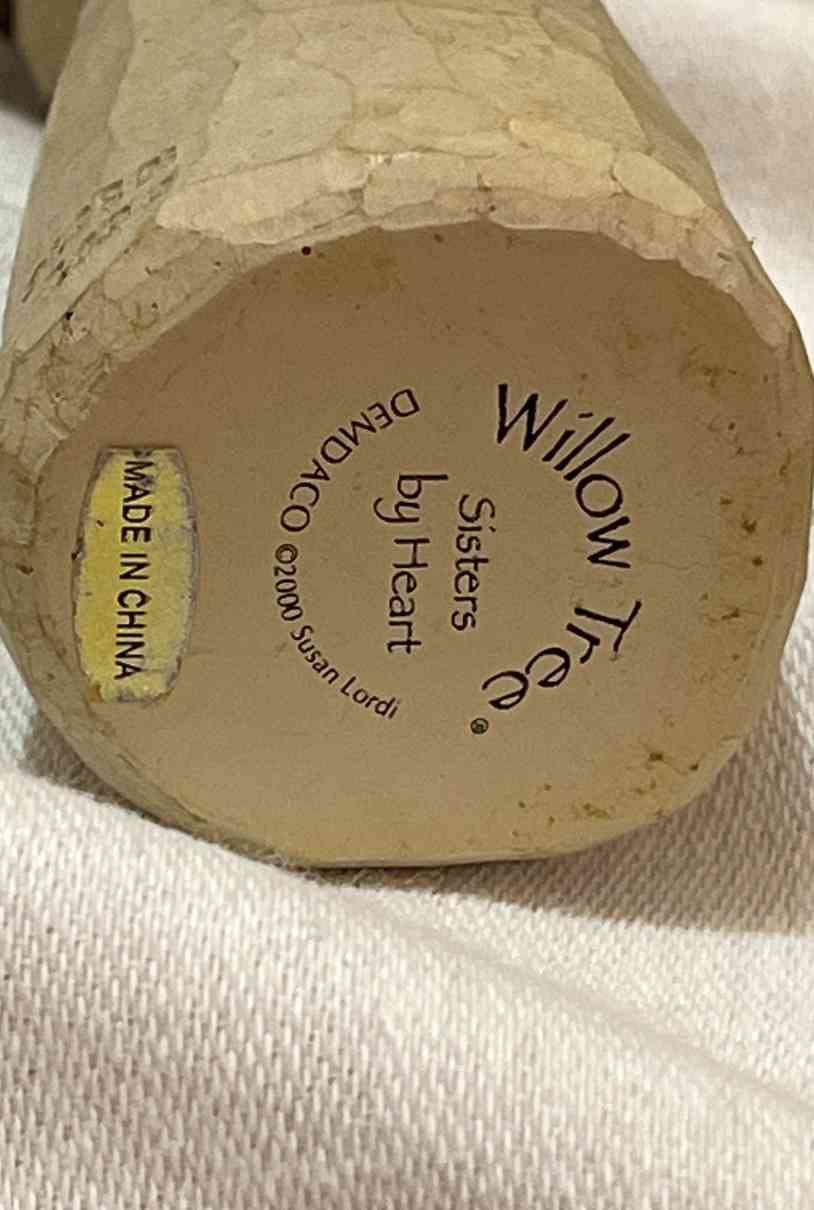 Willow Tree®
Sisters
by Heart
DEMDACO ©2000 Susan Lordi
MADE IN CHINA